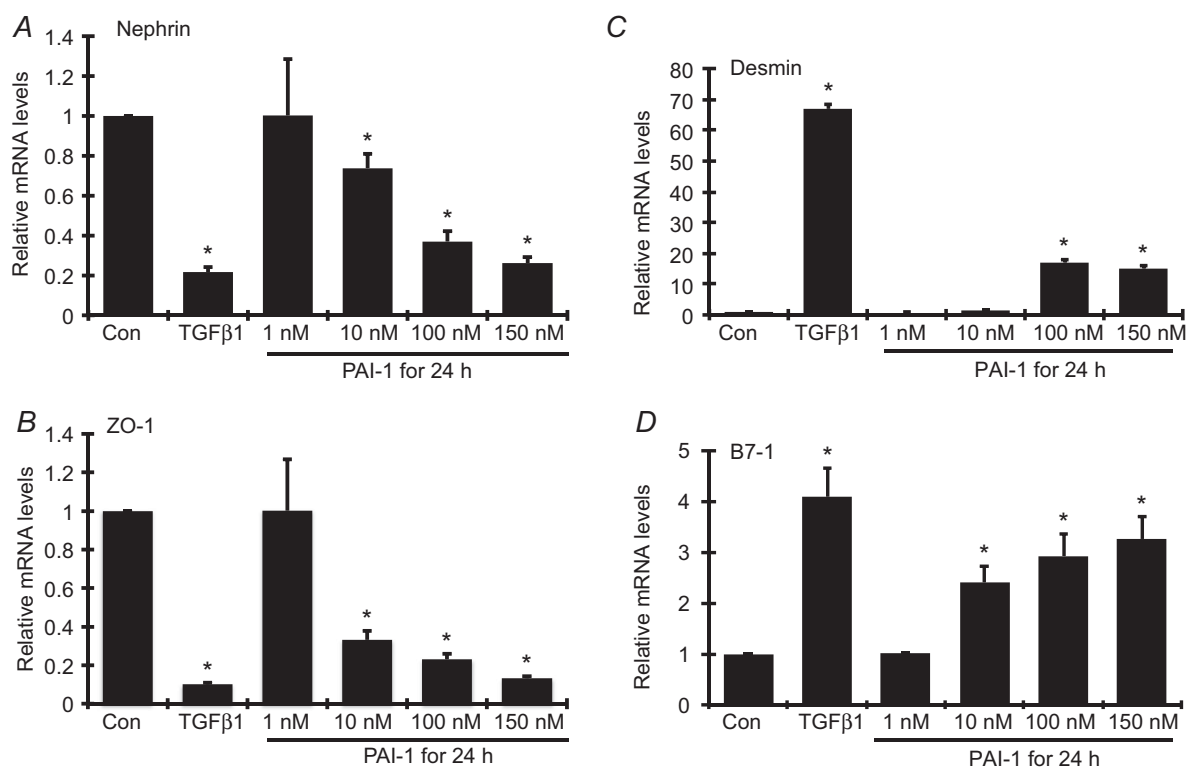 A Nephrin
Relative mRNA levels
1.4
1.2
1
0.8
0.6
0.4
0.2
0
*
*
*
*
Con TGFβ1 1 nM 10 nM 100 nM 150 nM
PAI-1 for 24 h
B ZO-1
Relative mRNA levels
1.4
1.2
1
0.8
0.6
0.4
0.2
0
*
*
*
*
Con TGFβ1 1 nM 10 nM 100 nM 150 nM
PAI-1 for 24 h
C Desmin
Relative mRNA levels
80
70
60
50
40
30
20
10
0
*
*
*
Con TGFβ1 1 nM 10 nM 100 nM 150 nM
PAI-1 for 24 h
D B7-1
Relative mRNA levels
5
4
3
2
1
0
*
*
*
*
Con TGFβ1 1 nM 10 nM 100 nM 150 nM
PAI-1 for 24 h